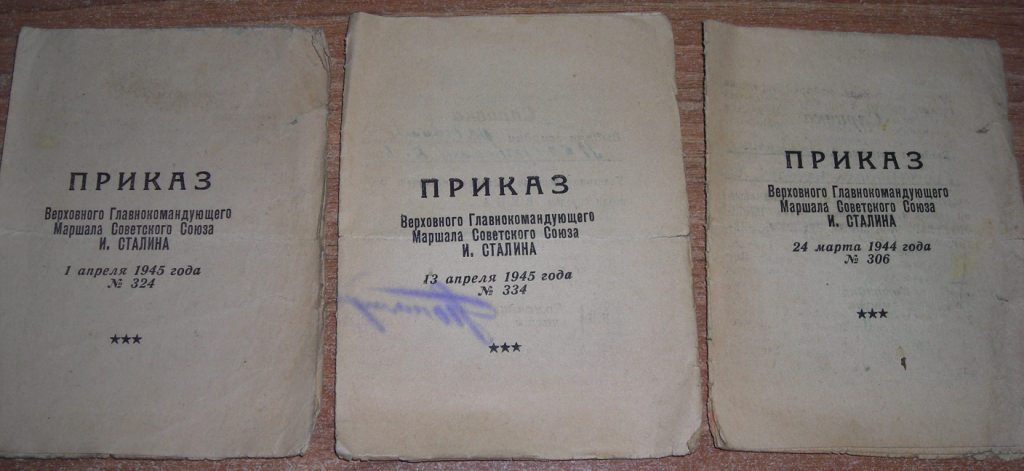 ПРИКАЗ
Верховного Главнокомандующего
Маршала Советского Союза
И. СТАЛИНА
1 апреля 1945 года
№ 324
★★★
ПРИКАЗ
Верховного Главнокомандующего
Маршала Советского Союза
И. СТАЛИНА
13 апреля 1945 года
№ 334
★★★
ПРИКАЗ
Верховного Главнокомандующего
Маршала Советского Союза
И. СТАЛИНА
24 марта 1944 года
№ 306
★★★